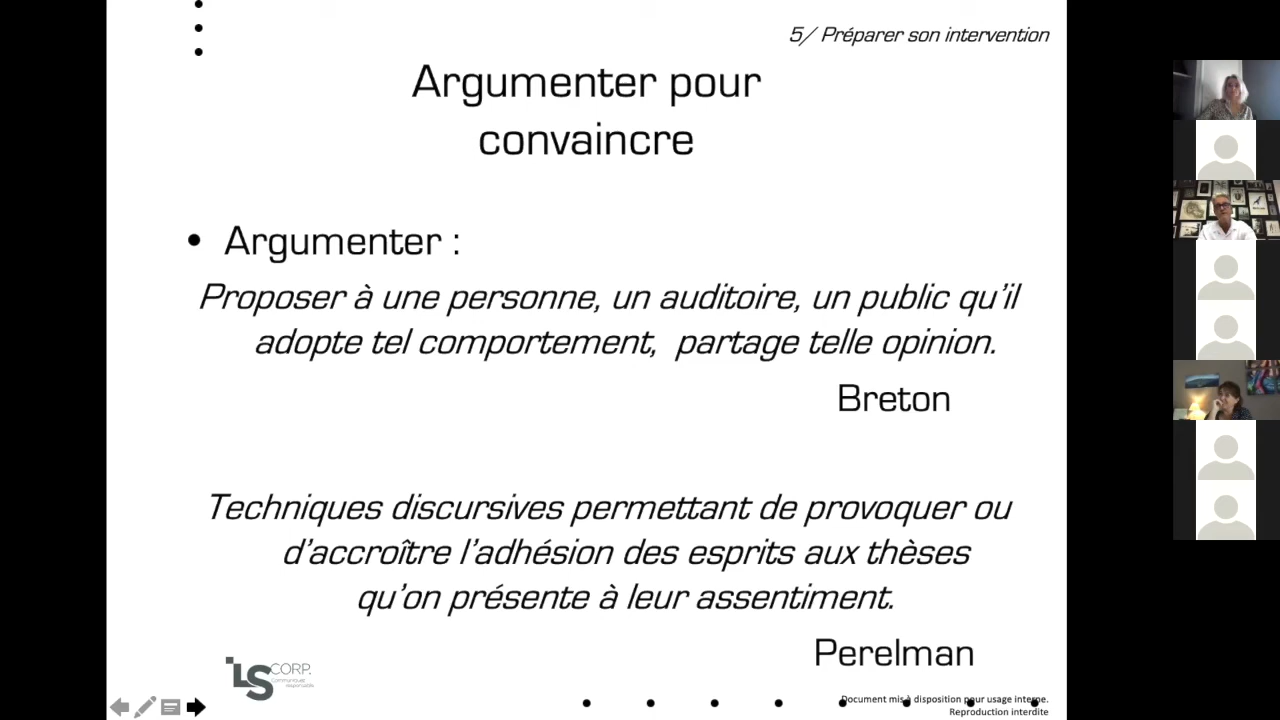 5/ Préparer son intervention
Argumenter pour
convaincre
• Argumenter :
Proposer à une personne, un auditoire, un public qu'il
adopte tel comportement, partage telle opinion.
Breton
Techniques discursives permettant de provoquer ou
d'accroître l'adhésion des esprits aux thèses
qu'on présente à leur assentiment.
Perelman
LS CORP.
Communiquez
responsable
Document mis à disposition pour usage interne.
Reproduction interdite